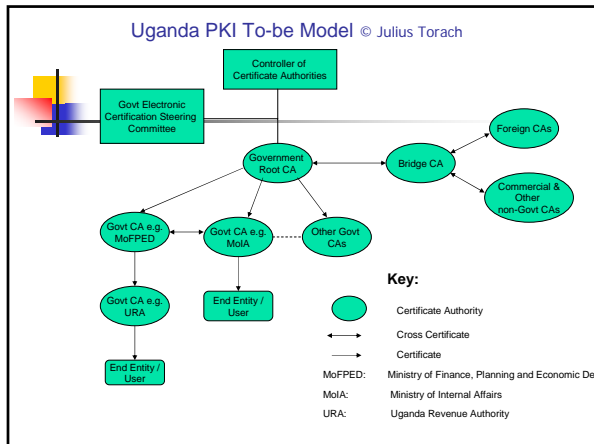 Uganda PKI To-be Model © Julius Torach
Controller of
Certificate Authorities
Govt Electronic
Certification Steering
Committee
Foreign CAs
Government
Root CA
Bridge CA
Commercial &
Other
non-Govt CAs
Govt CA e.g.
MoFPED
Govt CA e.g.
MoIA
Other Govt
CAs
Key:
Govt CA e.g.
URA
End Entity /
User
Certificate Authority
Cross Certificate
End Entity /
User
Certificate
MoFPED: Ministry of Finance, Planning and Economic De
MoIA: Ministry of Internal Affairs
URA: Uganda Revenue Authority